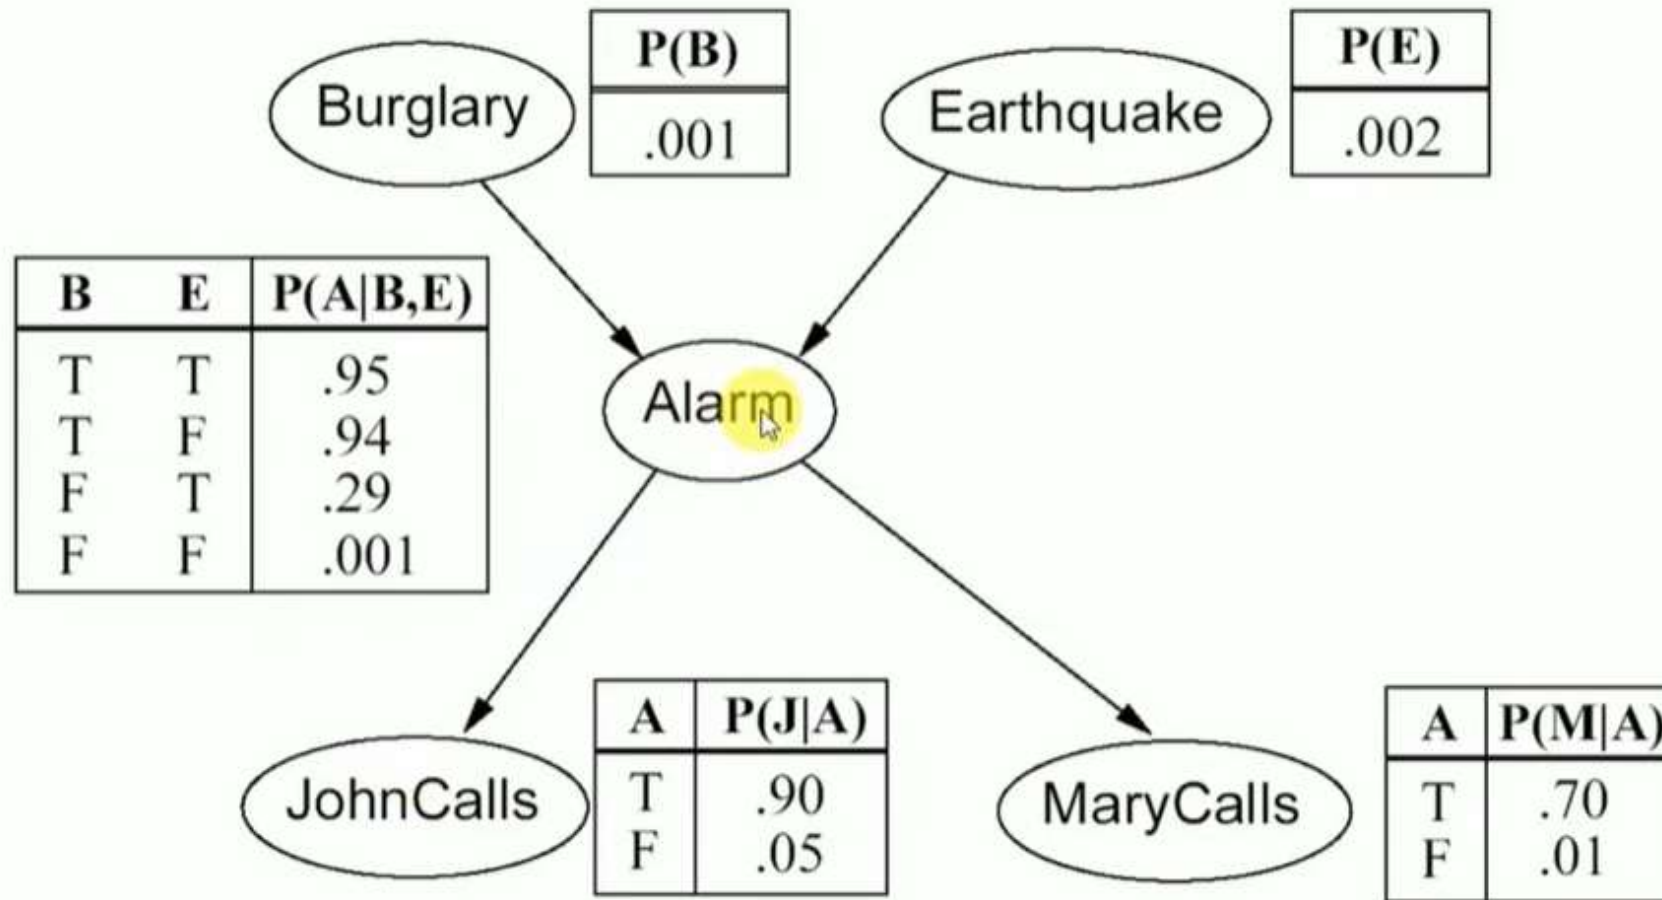 Burglary
P(B)
.001
Earthquake
P(E)
.002
B E P(A|B,E)
T T .95
T F .94
F T .29
F F .001
Alarm
JohnCalls
A P(J|A)
T .90
F .05
MaryCalls
A P(M|A)
T .70
F .01